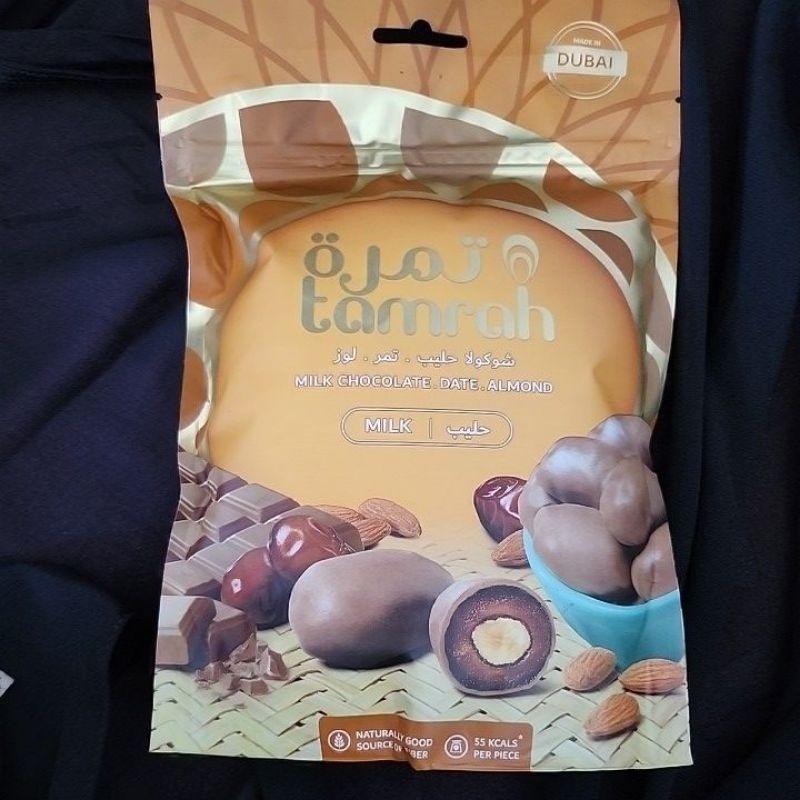 MADE IN
DUBAI
تمرة
tamrah
شوكولا حليب . تمر . لوز
MILK CHOCOLATE . DATE . ALMOND
MILK | حليب
NATURALLY GOOD
SOURCE OF FIBER
55 KCALS*
PER PIECE